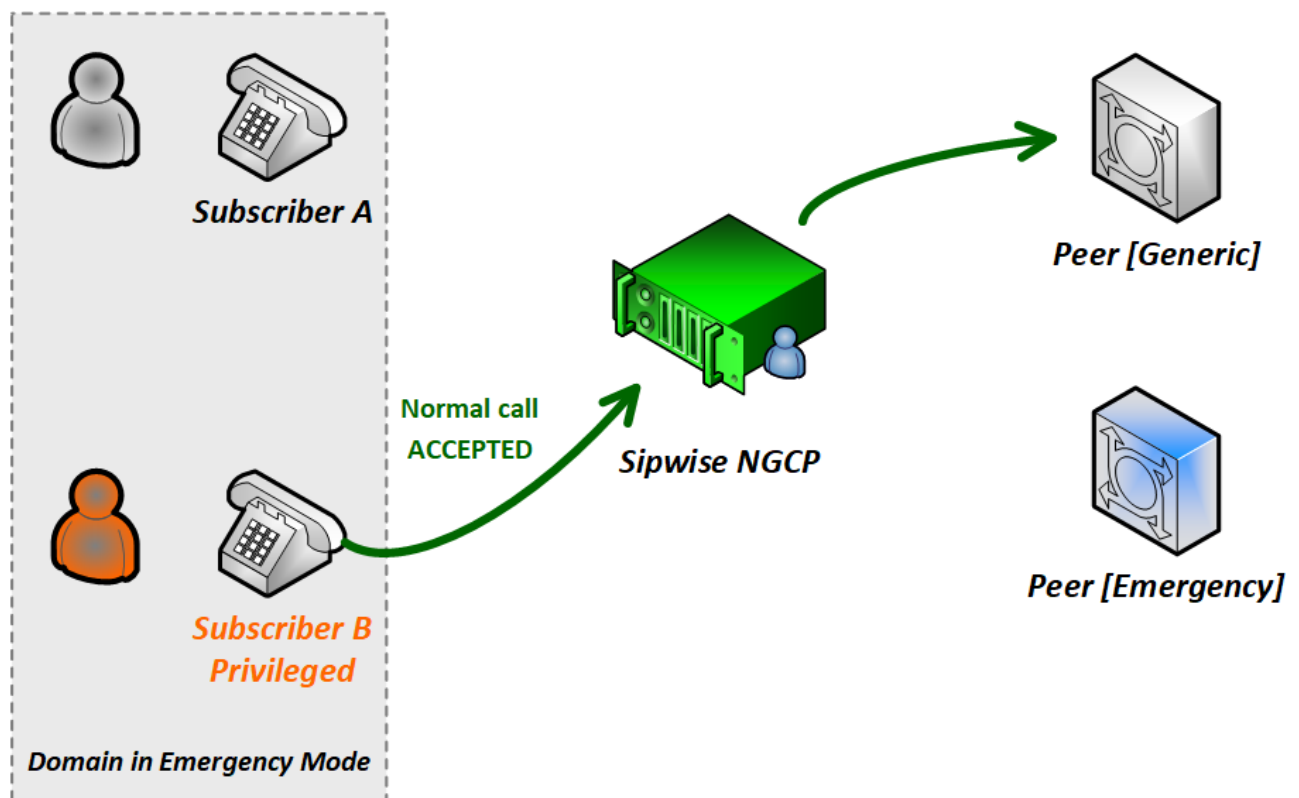 Subscriber A
Peer [Generic]
Normal call
ACCEPTED
Sipwise NGCP
Peer [Emergency]
Subscriber B
Privileged
Domain in Emergency Mode